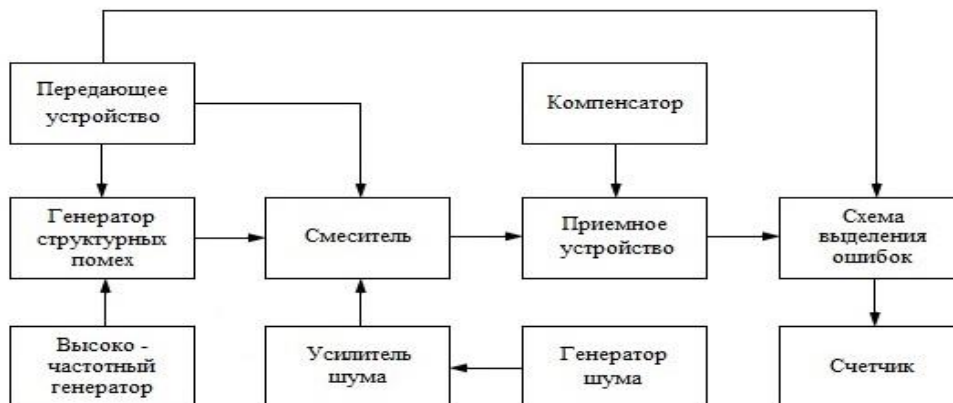 Передающее
устройство
Компенсатор
Генератор
структурных
помех
Смеситель
Приемное
устройство
Схема
выделения
ошибок
Высоко -
частотный
генератор
Усилитель
шума
Генератор
шума
Счетчик